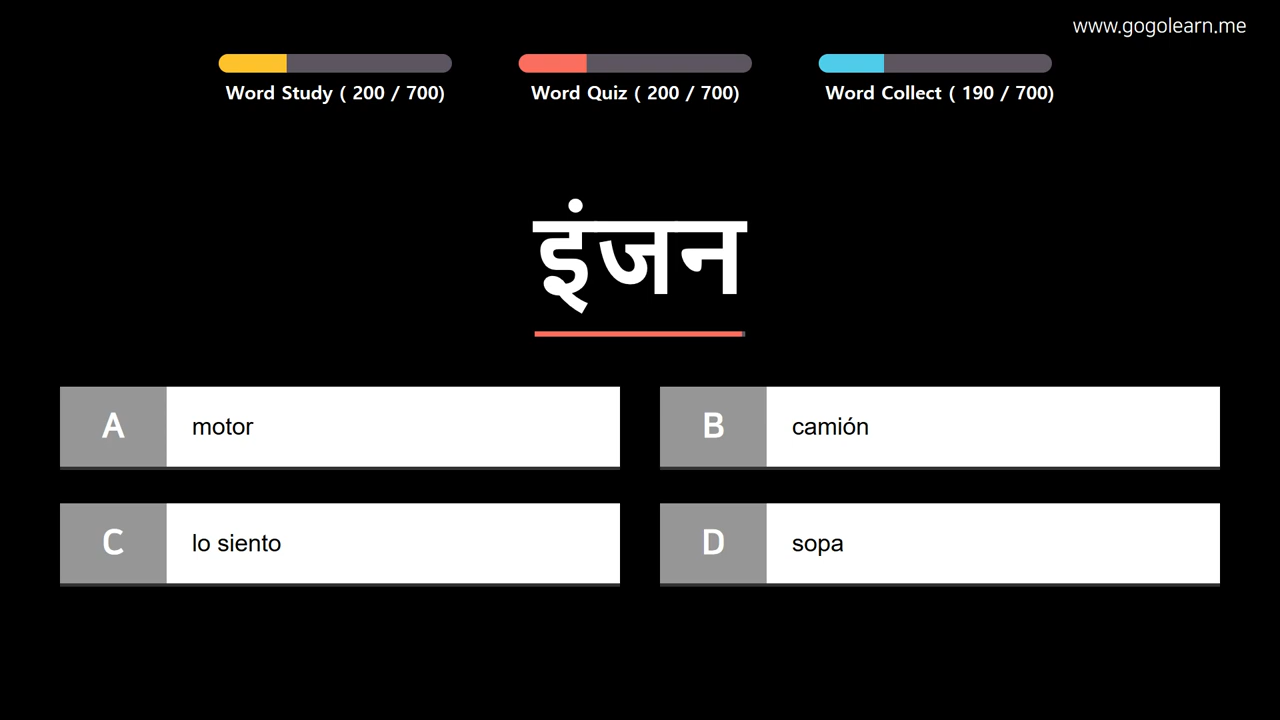 www.gogolearn.me
Word Study ( 200 / 700)
Word Quiz ( 200 / 700)
Word Collect ( 190 / 700)
इंजन
A motor
B camión
C lo siento
D sopa